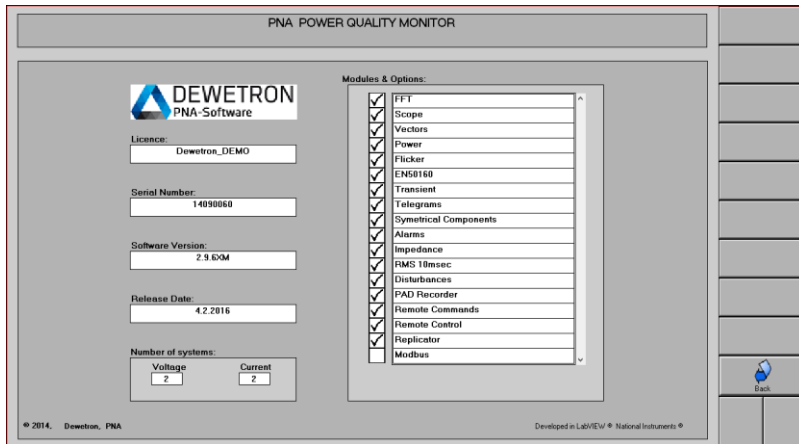 PNA POWER QUALITY MONITOR
DEWETRON
PNA-Software
Licence:
Dewetron_DEMO
Serial Number:
14090060
Software Version:
2.9.6XM
Release Date:
4.2.2016
Number of systems:
Voltage Current
2 2
Modules & Options:
FFT
Scope
Vectors
Power
Flicker
EN50160
Transient
Telegrams
Symetrical Components
Alarms
Impedance
RMS 10msec
Disturbances
PAD Recorder
Remote Commands
Remote Control
Replicator
Modbus
Back
© 2014, Dewetron, PNA
Developed in LabVIEW ® National Instruments ®